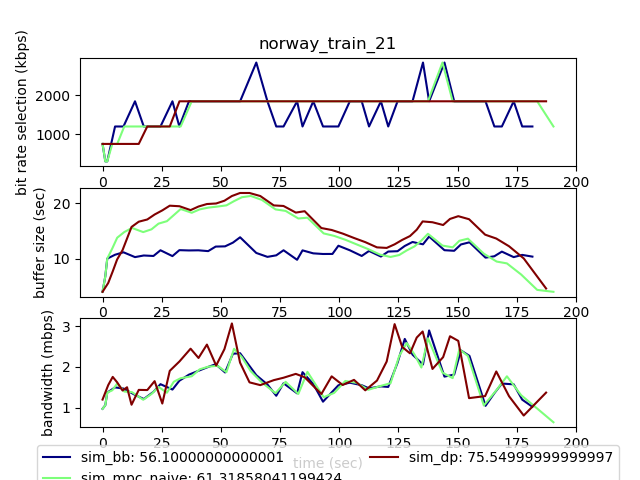 norway_train_21
bit rate selection (kbps)
2000
1000
0 25 50 75 100 125 150 175 200
buffer size (sec)
20
10
0 25 50 75 100 125 150 175 200
bandwidth (mbps)
3
2
1
0 25 50 75 100 125 150 175 200
time (sec)
sim_bb: 56.10000000000001
sim_dp: 75.54999999999997
sim_mpc_naive: 61.31858041199424